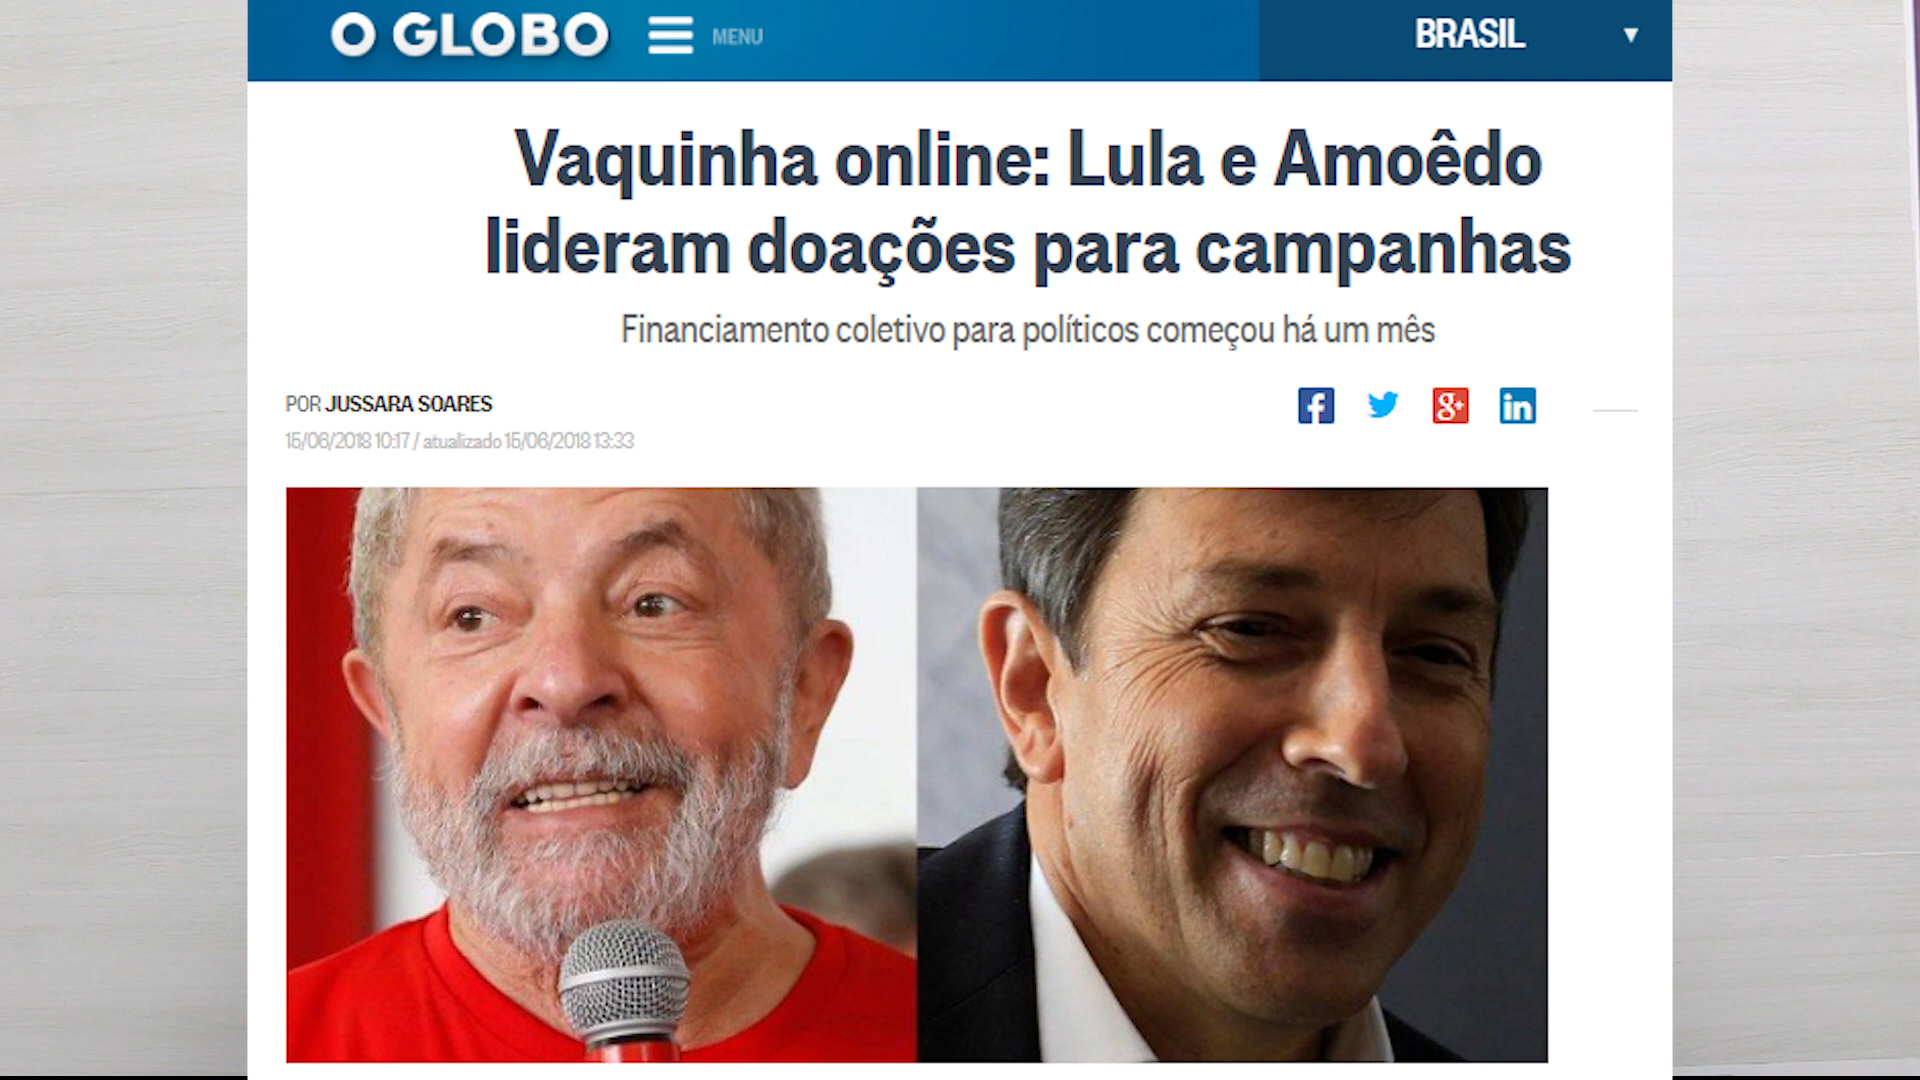 O GLOBO MENU BRASIL
Vaquinha online: Lula e Amoêdo
lideram doações para campanhas
Financiamento coletivo para políticos começou há um mês
POR JUSSARA SOARES
15/06/2018 10:17 / atualizado 15/06/2018 13:33
f g+ in